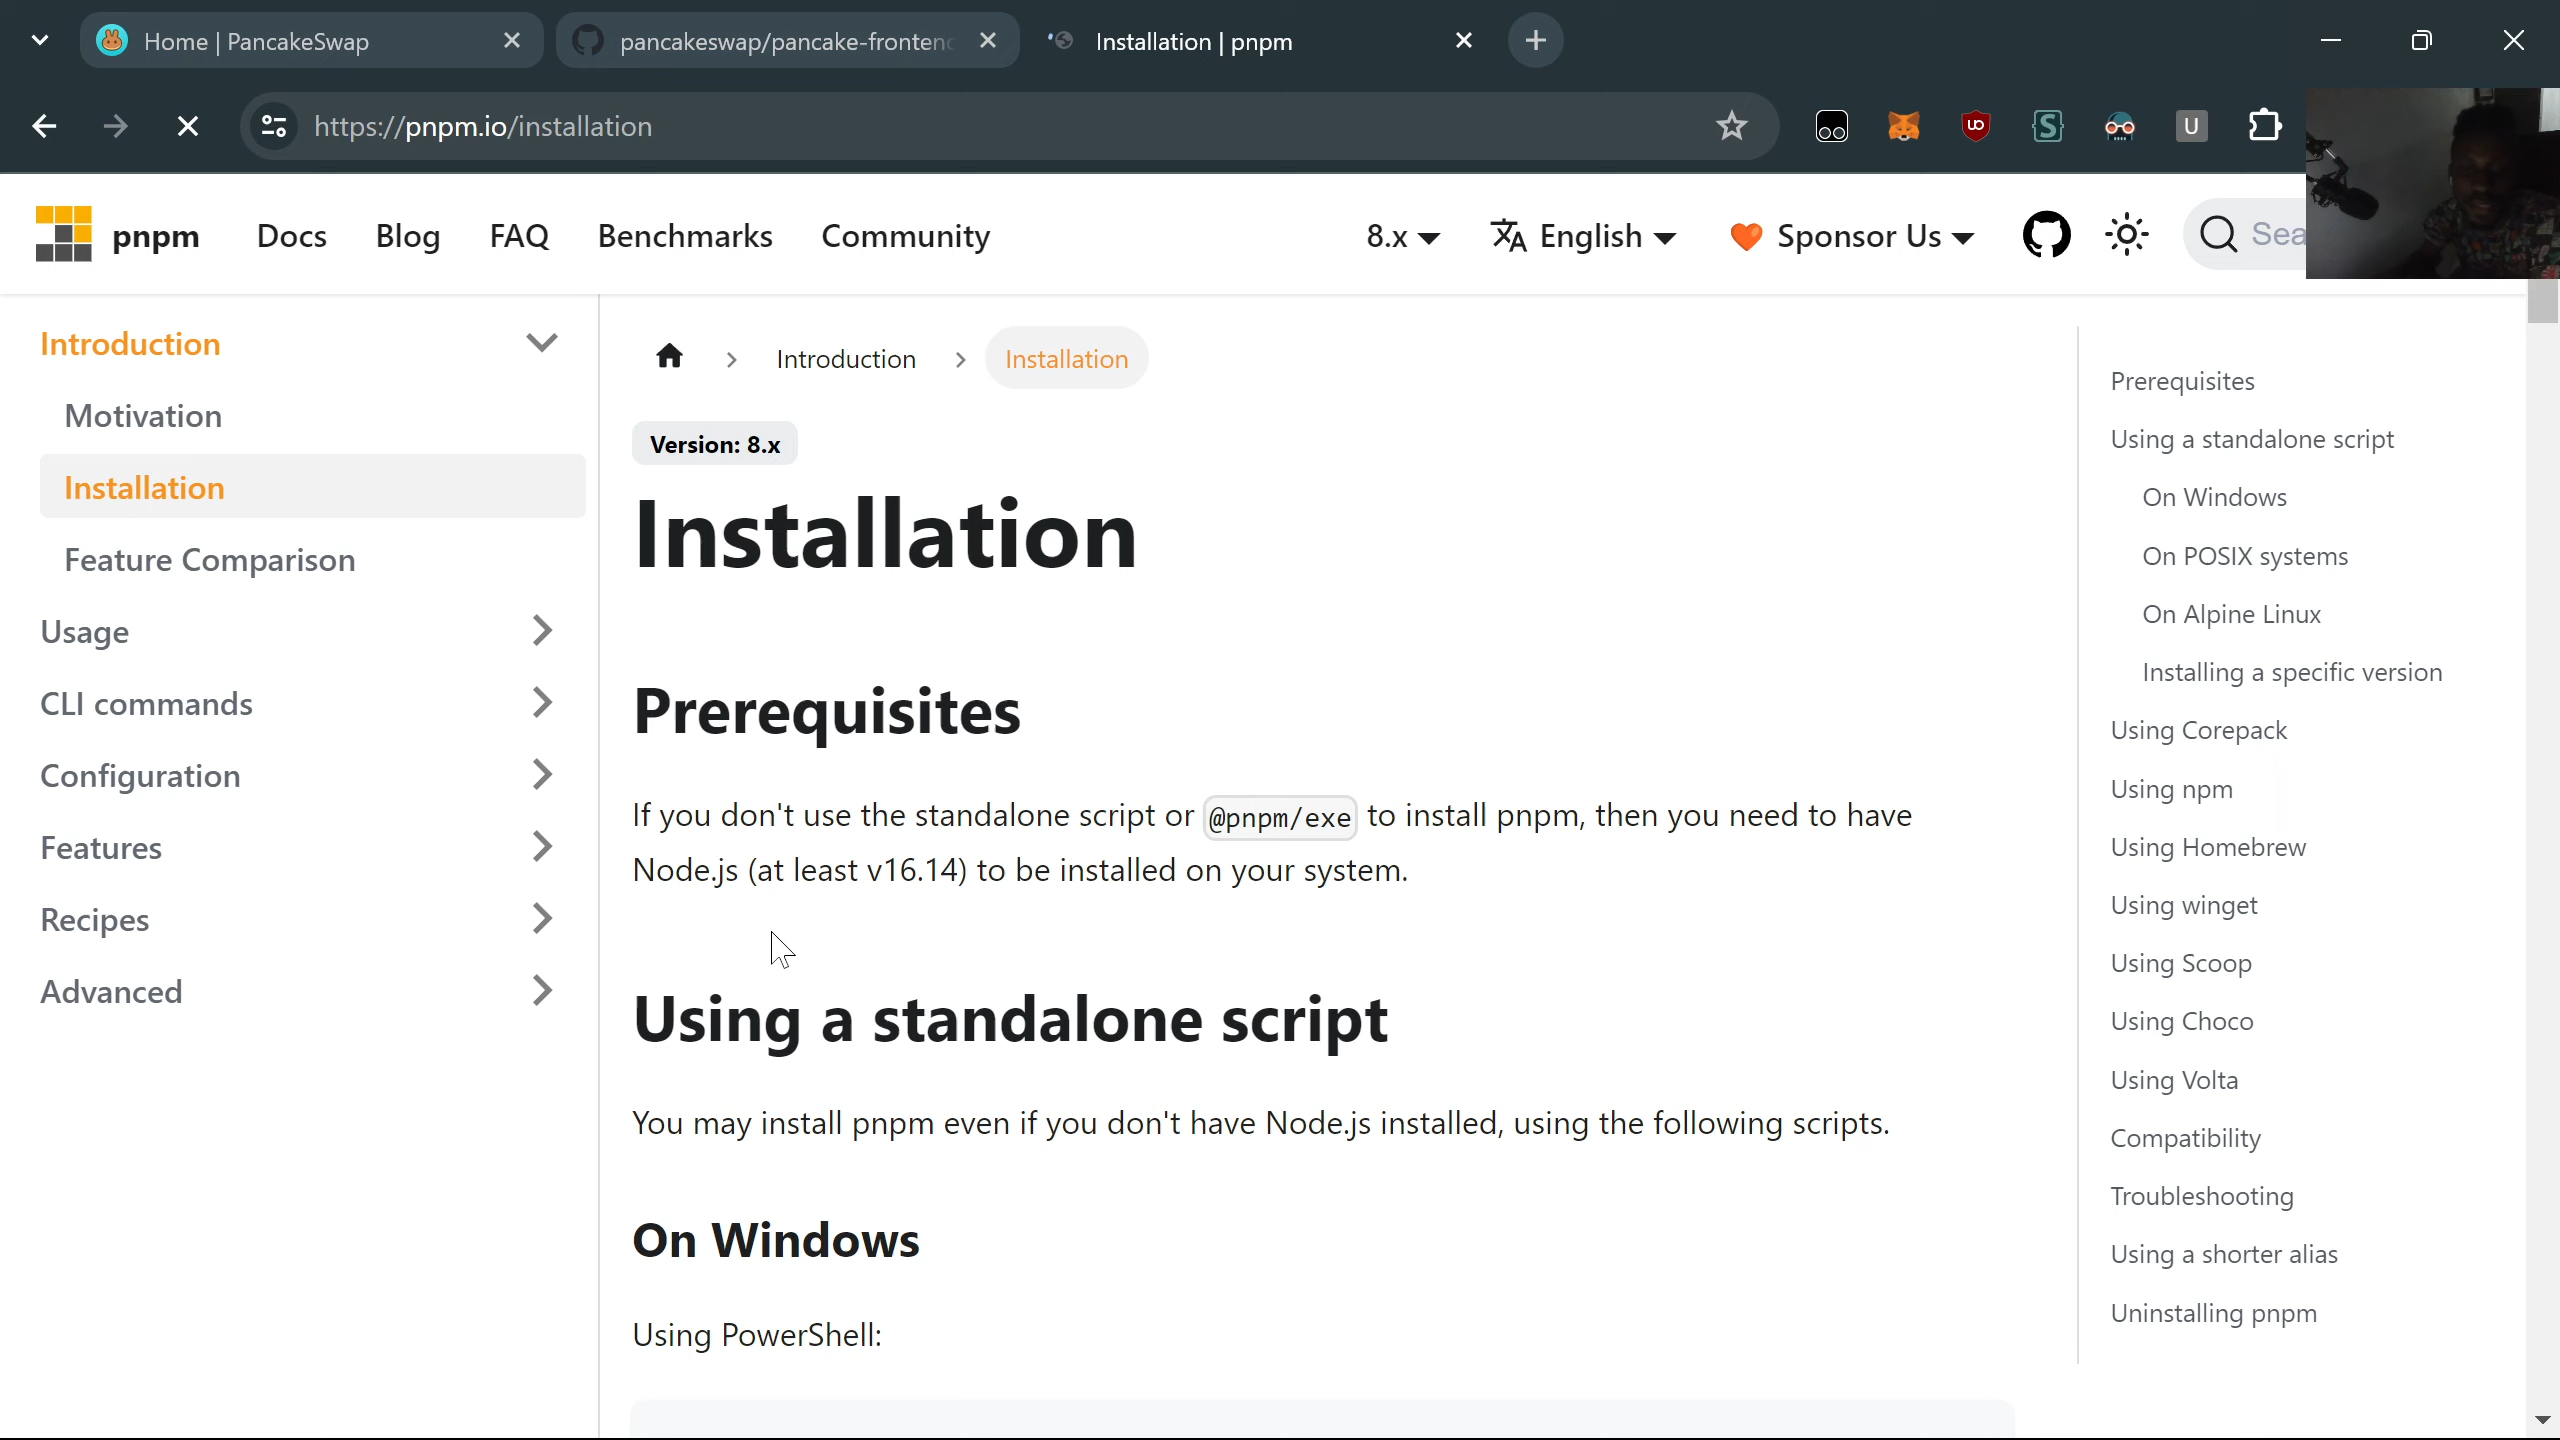 Home | PancakeSwap
pancakeswap/pancake-frontend
Installation | pnpm
https://pnpm.io/installation
U
pnpm
Docs
Blog
FAQ
Benchmarks
Community
8.x
English
Sponsor Us
Sea
Introduction
Motivation
Installation
Feature Comparison
Usage
CLI commands
Configuration
Features
Recipes
Advanced
Introduction
Installation
Version: 8.x
Installation
Prerequisites
If you don't use the standalone script or @pnpm/exe to install pnpm, then you need to have
Node.js (at least v16.14) to be installed on your system.
Using a standalone script
You may install pnpm even if you don't have Node.js installed, using the following scripts.
On Windows
Using PowerShell:
Prerequisites
Using a standalone script
On Windows
On POSIX systems
On Alpine Linux
Installing a specific version
Using Corepack
Using npm
Using Homebrew
Using winget
Using Scoop
Using Choco
Using Volta
Compatibility
Troubleshooting
Using a shorter alias
Uninstalling pnpm